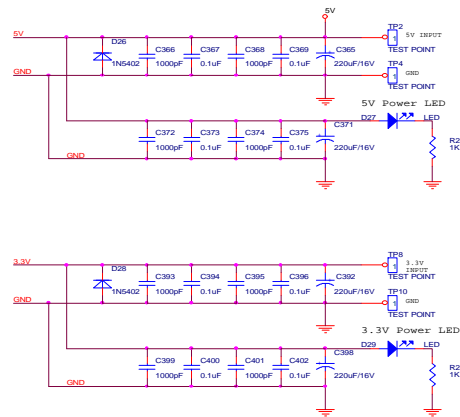 5V
TP2
5V
1
5V INPUT
D26
TEST POINT
C366
C367
C368
C369
C365
1N5402
1000pF
0.1uF
1000pF
0.1uF
220uF/16V
TP4
GND
1
GND
TEST POINT
5V Power LED
D27
LED
C371
C372
C373
C374
C375
1000pF
0.1uF
1000pF
0.1uF
220uF/16V
R2
1K
GND
TP8
3.3V
1
3.3V
INPUT
D28
TEST POINT
C393
C394
C395
C396
C392
1N5402
1000pF
0.1uF
1000pF
0.1uF
220uF/16V
TP10
GND
1
GND
TEST POINT
3.3V Power LED
D29
LED
C398
C399
C400
C401
C402
1000pF
0.1uF
1000pF
0.1uF
220uF/16V
R2
1K
GND